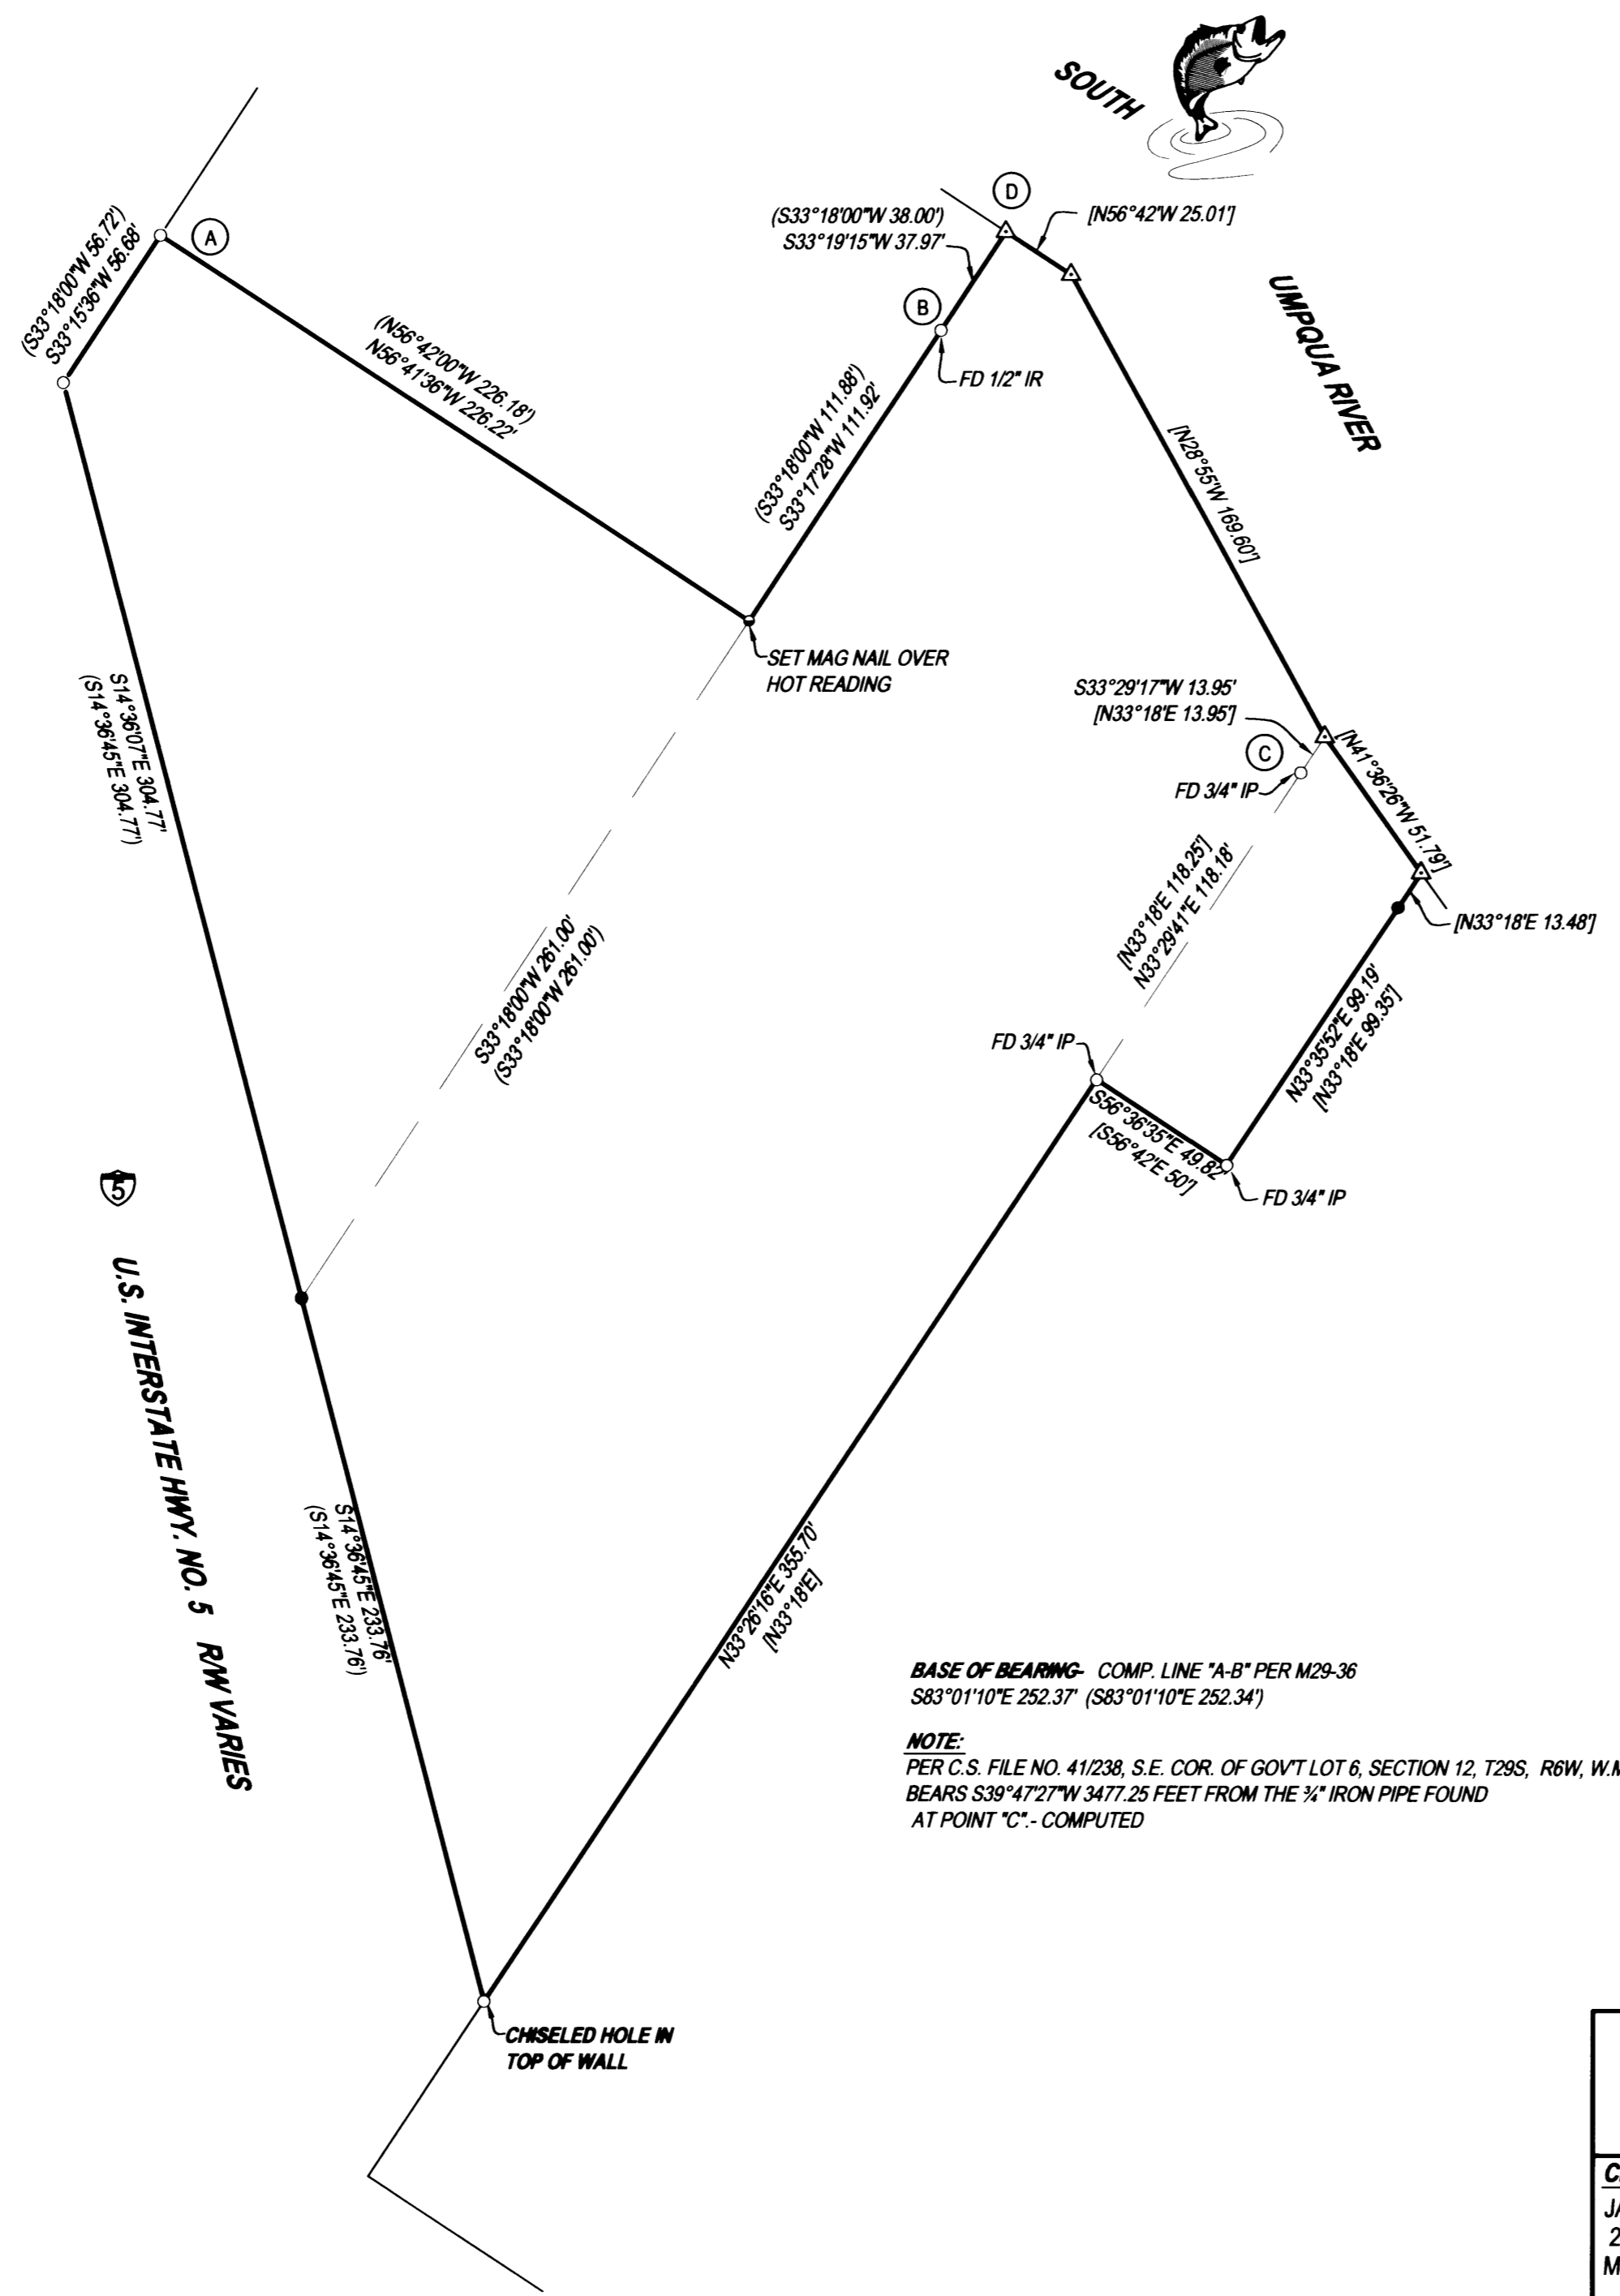 SOUTH
UMPQUA RIVER
D
(S33°18'00"W 38.00')
S33°19'15"W 37.97'
[N56°42'W 25.01']
A
(S33°18'00"W 56.72')
S33°15'36"W 56.68'
B
FD 1/2" IR
(N56°42'00"W 226.18')
N56°41'36"W 226.22'
(S33°18'00"W 111.88')
S33°17'28"W 111.92'
[N28°55'W 169.60']
SET MAG NAIL OVER
HOT READING
S14°36'07"E 304.77'
(S14°36'45"E 304.77')
S33°29'17"W 13.95'
[N33°18'E 13.95']
C
FD 3/4" IP
[N41°36'26"W 51.79']
[N33°18'E 118.25']
N33°29'41"E 118.18'
[N33°18'E 13.48']
S33°18'00"W 261.00'
(S33°18'00"W 261.00')
N33°35'52"E 99.19'
[N33°18'E 99.35']
FD 3/4" IP
S56°36'35"E 49.82'
[S56°42'E 50']
FD 3/4" IP
5
U.S. INTERSTATE HWY. NO. 5 R/W VARIES
S14°36'45"E 233.76'
(S14°36'45"E 233.76')
N33°26'16"E 355.70'
[N33°18'E]
BASE OF BEARING- COMP. LINE "A-B" PER M29-36
S83°01'10"E 252.37' (S83°01'10"E 252.34')
NOTE:
PER C.S. FILE NO. 41/238, S.E. COR. OF GOV'T LOT 6, SECTION 12, T29S, R6W, W.M
BEARS S39°47'27"W 3477.25 FEET FROM THE ¾" IRON PIPE FOUND
AT POINT "C".- COMPUTED
CHISELED HOLE IN
TOP OF WALL